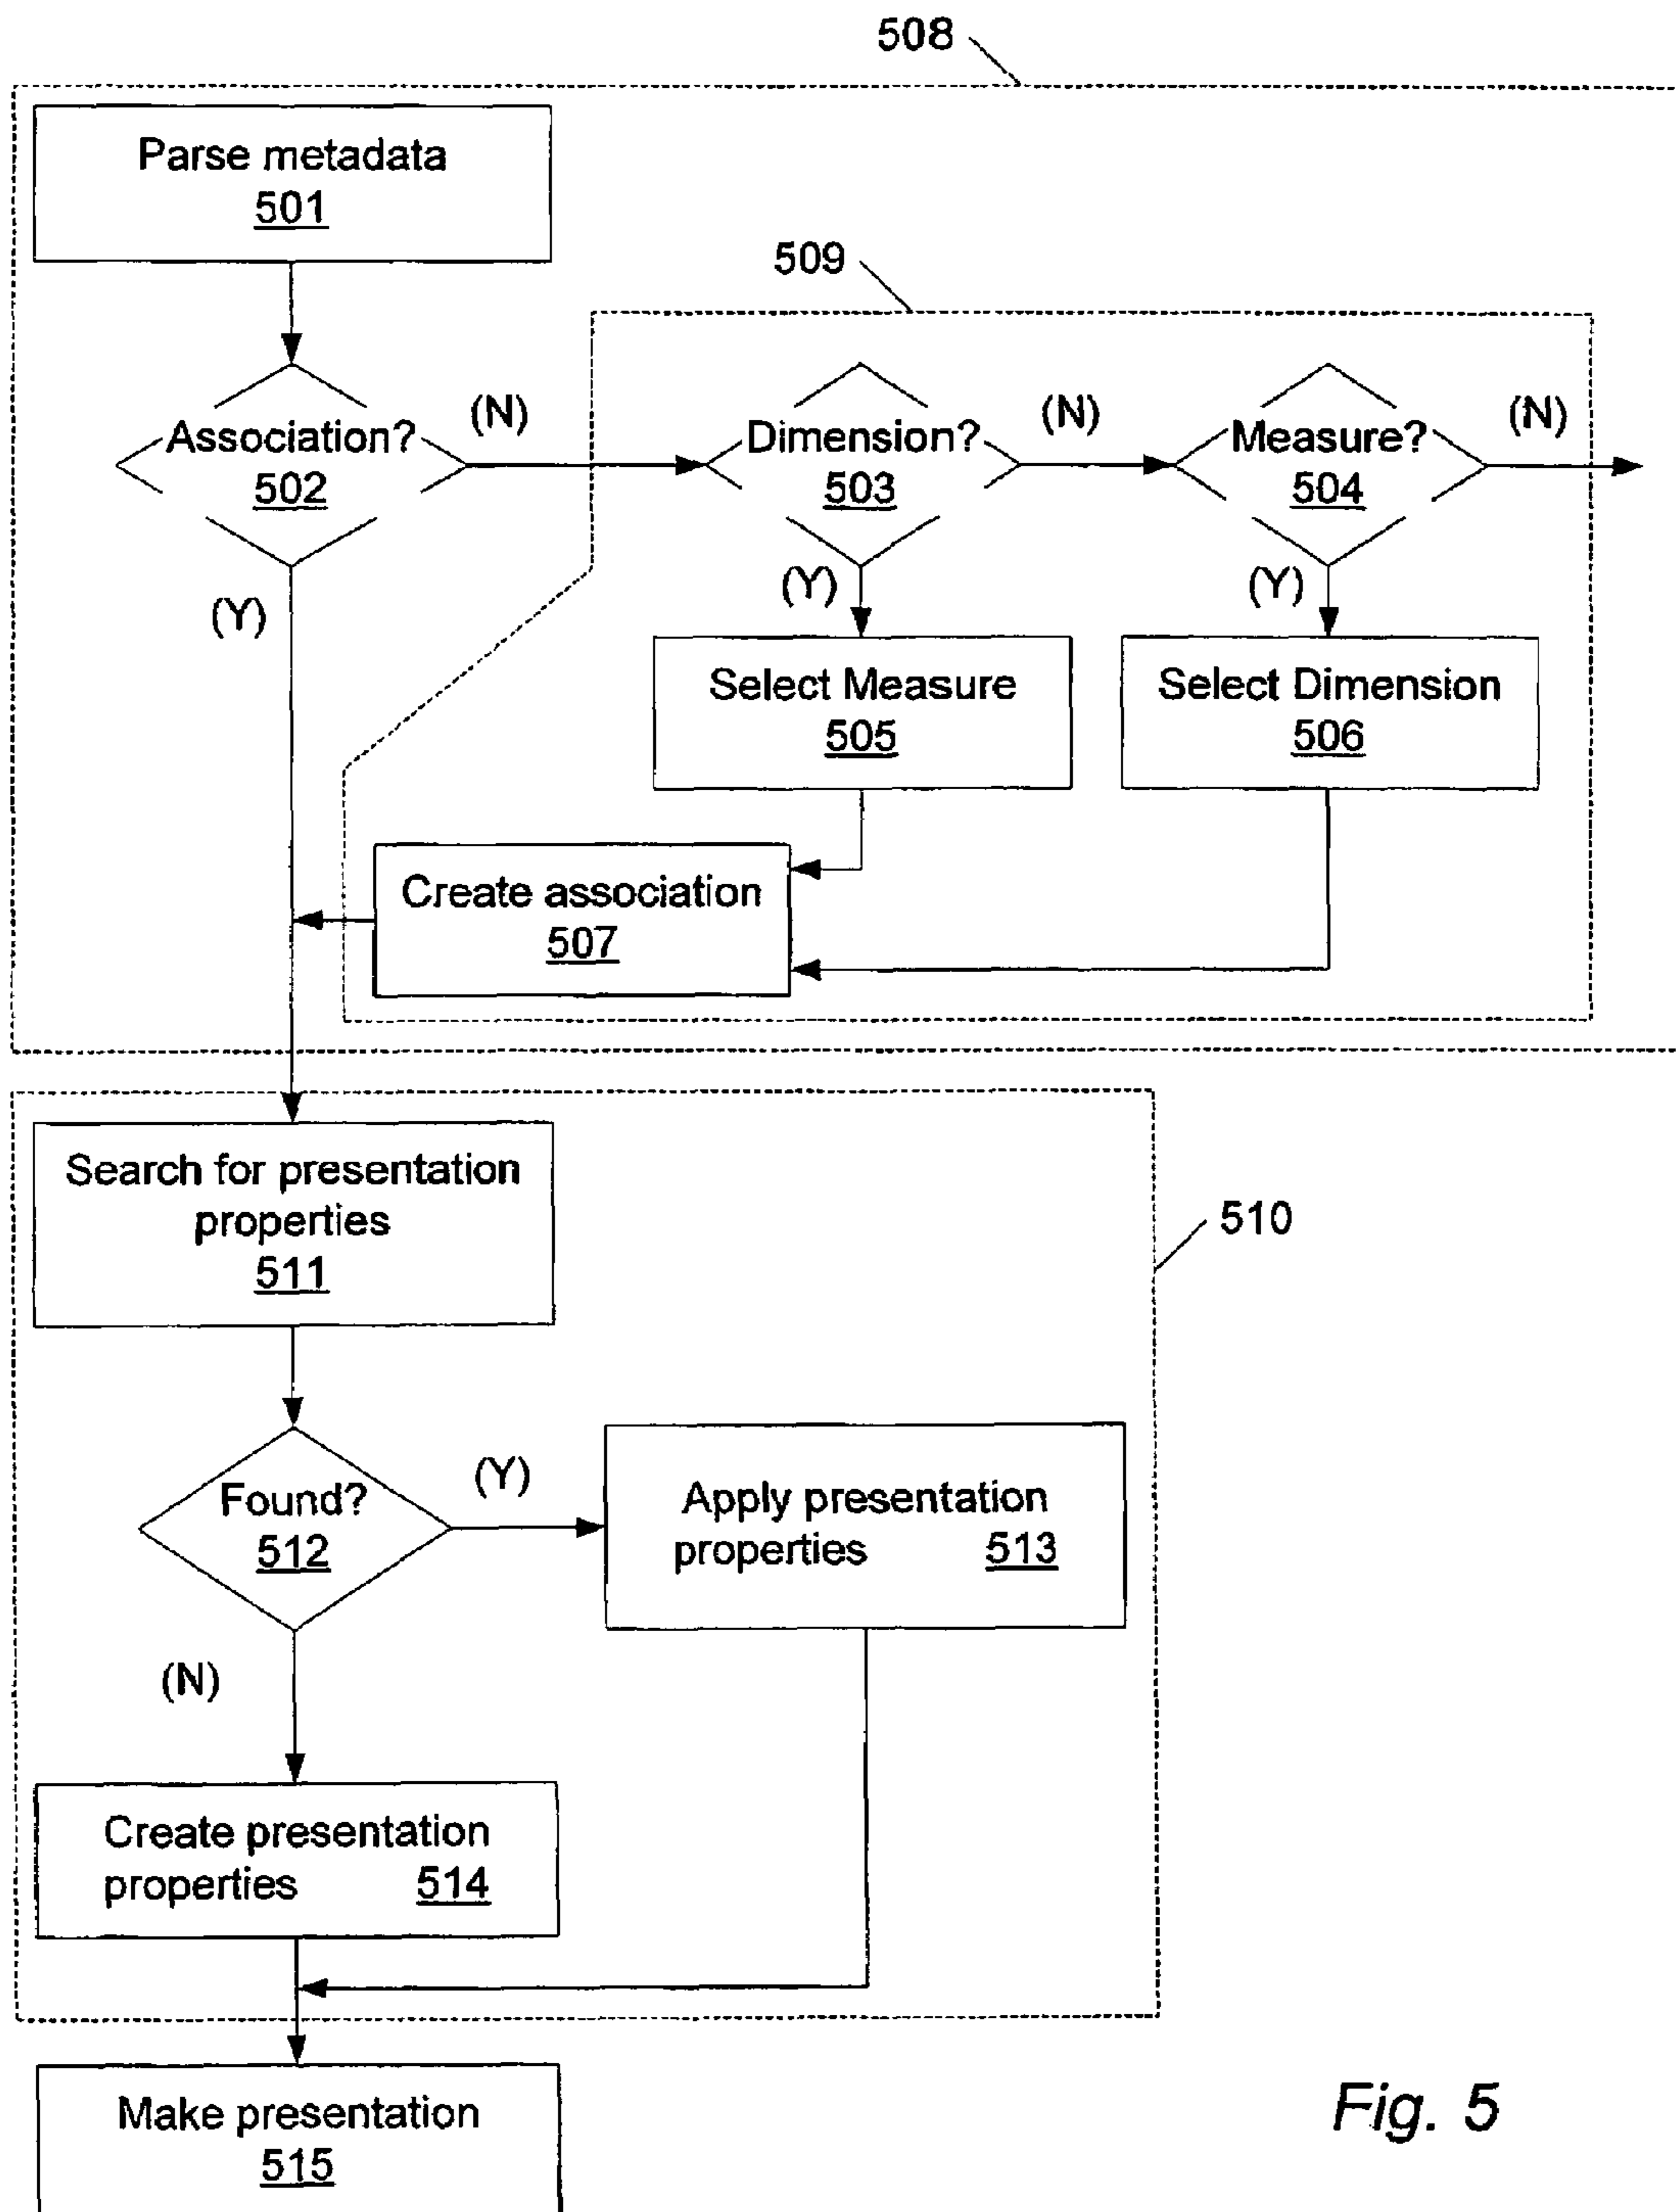 508
Parse metadata
501
509
Association?
502
(N)
Dimension?
503
(N)
Measure?
504
(N)
(Y)
(Y)
(Y)
Select Measure
505
Select Dimension
506
Create association
507
Search for presentation
properties
511
510
Found?
512
(Y)
Apply presentation
properties 513
(N)
Create presentation
properties 514
Make presentation
515
Fig. 5